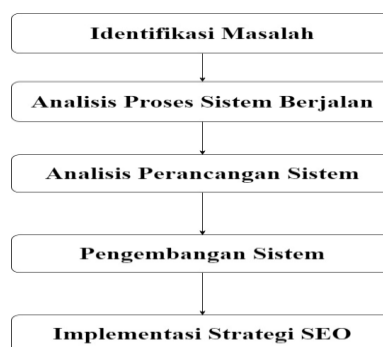 Identifikasi Masalah
Analisis Proses Sistem Berjalan
Analisis Perancangan Sistem
Pengembangan Sistem
Implementasi Strategi SEO